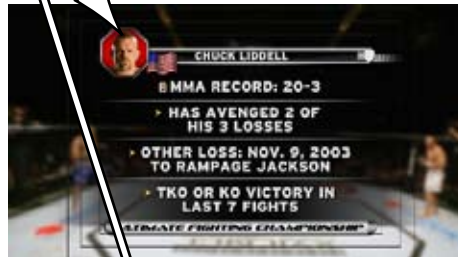 CHUCK LIDDELL
MMA RECORD: 20-3
HAS AVENGED 2 OF
HIS 3 LOSSES
OTHER LOSS: NOV. 9, 2003
TO RAMPAGE JACKSON
TKO OR KO VICTORY IN
LAST 7 FIGHTS
ULTIMATE FIGHTING CHAMPIONSHIP